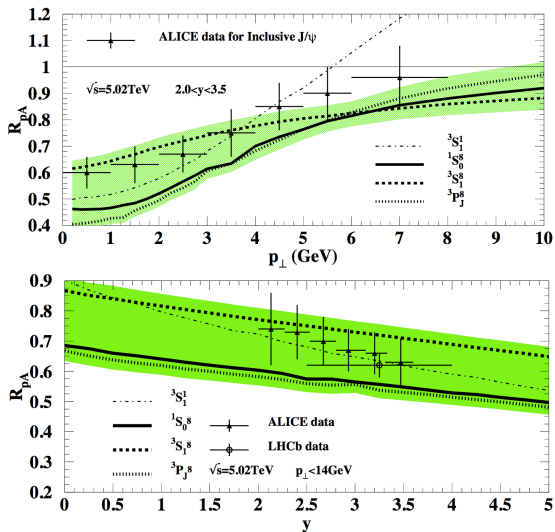 1.2
1.1
1
0.9
0.8
0.7
0.6
0.5
0.4
R_pA
ALICE data for Inclusive J/ψ
√s=5.02TeV 2.0<y<3.5
³S₁¹
¹S₀⁸
³S₁⁸
³P_J⁸
0 1 2 3 4 5 6 7 8 9 10
p⊥ (GeV)
0.9
0.8
0.7
0.6
0.5
0.4
0.3
0.2
R_pA
³S₁¹
¹S₀⁸ ALICE data
³S₁⁸ LHCb data
³P_J⁸ √s=5.02TeV p⊥<14GeV
0 0.5 1 1.5 2 2.5 3 3.5 4 4.5 5
y